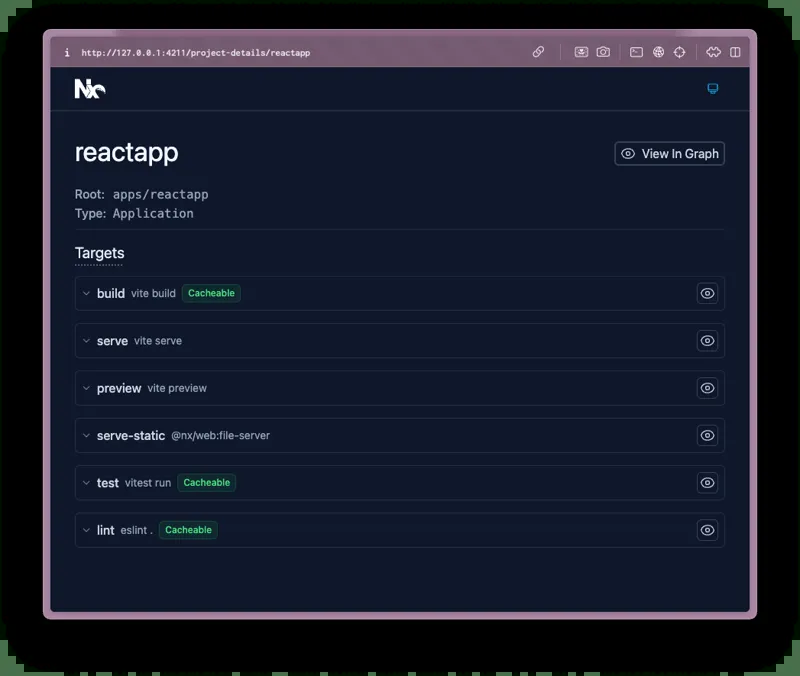 http://127.0.0.1:4211/project-details/reactapp
Nx
reactapp
View In Graph
Root: apps/reactapp
Type: Application
Targets
build vite build Cacheable
serve vite serve
preview vite preview
serve-static @nx/web:file-server
test vitest run Cacheable
lint eslint . Cacheable